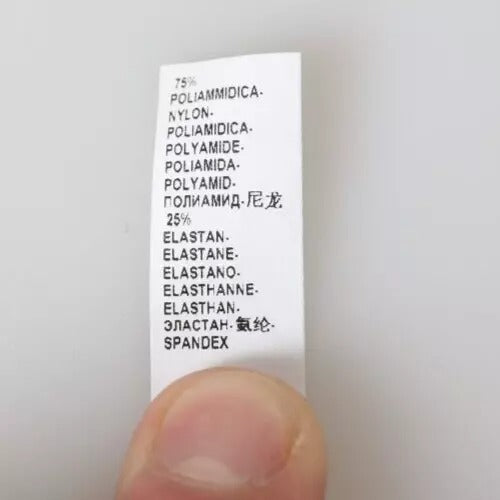 75%
POLIAMMIDICA-
NYLON-
POLIAMIDICA-
POLYAMIDE-
POLIAMIDA-
POLYAMID-
ПОЛИАМИД-尼龙
25%
ELASTAN-
ELASTANE-
ELASTANO-
ELASTHANNE-
ELASTHAN-
ЭЛАСТАН-氨纶-
SPANDEX